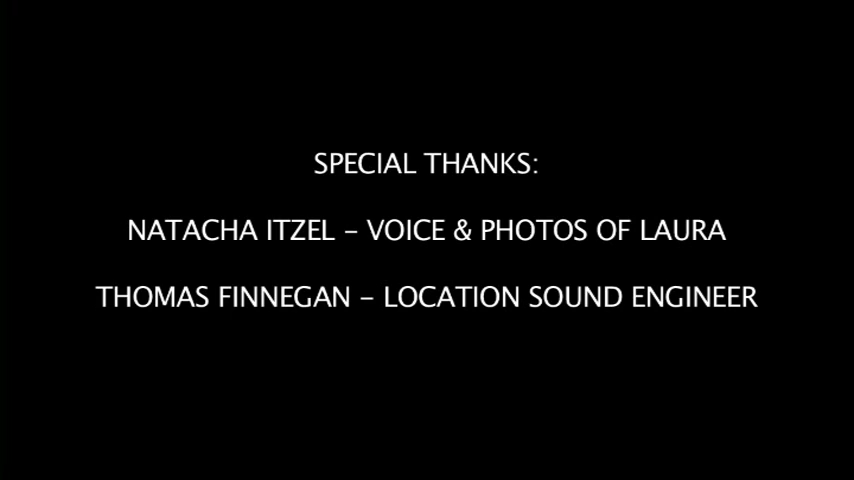 SPECIAL THANKS:
NATACHA ITZEL – VOICE & PHOTOS OF LAURA
THOMAS FINNEGAN – LOCATION SOUND ENGINEER